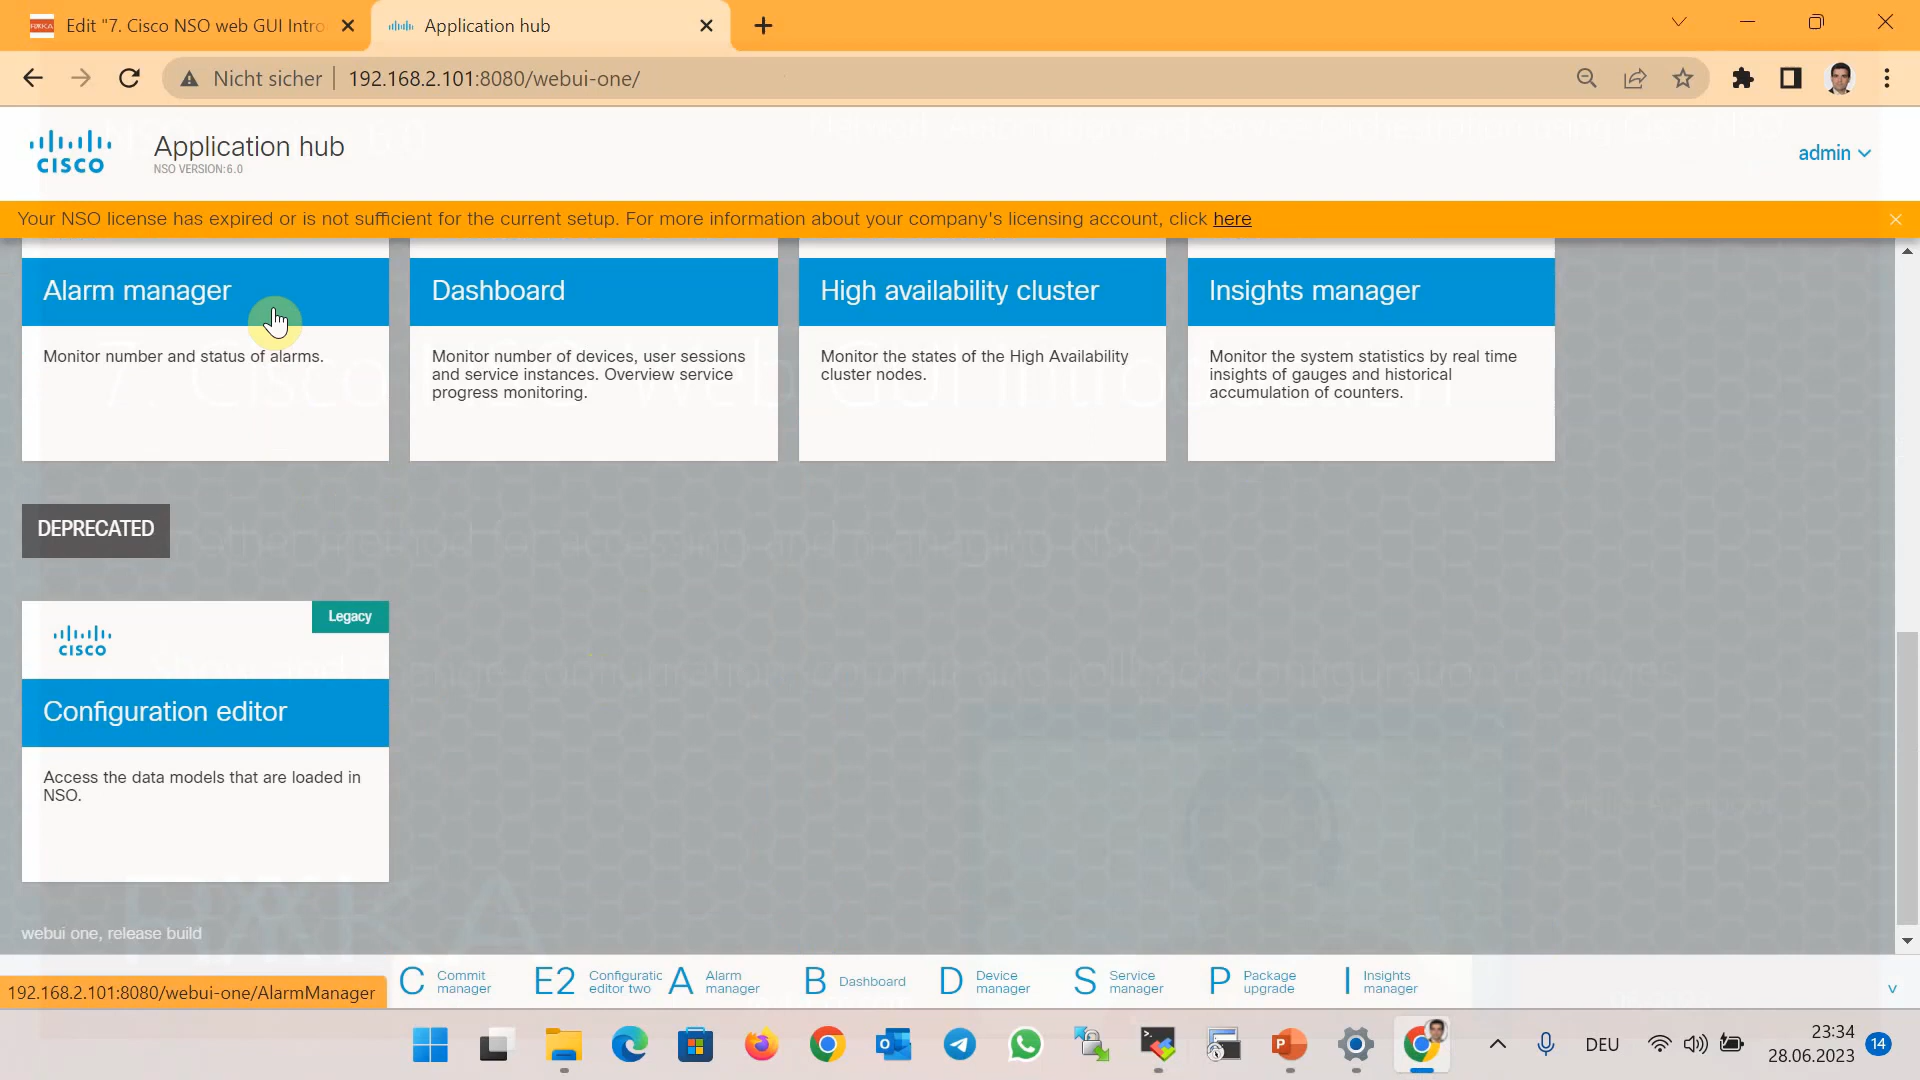 Edit "7. Cisco NSO web GUI Intro
Application hub
Nicht sicher
192.168.2.101:8080/webui-one/
CISCO
Application hub
NSO VERSION:6.0
admin
Your NSO license has expired or is not sufficient for the current setup. For more information about your company's licensing account, click here
Alarm manager
Monitor number and status of alarms.
Dashboard
Monitor number of devices, user sessions
and service instances. Overview service
progress monitoring.
High availability cluster
Monitor the states of the High Availability
cluster nodes.
Insights manager
Monitor the system statistics by real time
insights of gauges and historical
accumulation of counters.
7. Cisco NSO Web GUI Introduction
DEPRECATED
Legacy
CISCO
Configuration editor
Access the data models that are loaded in
NSO.
webui one, release build
192.168.2.101:8080/webui-one/AlarmManager
C Commit
manager
E2 Configuratic
editor two
A Alarm
manager
B Dashboard
D Device
manager
S Service
manager
P Package
upgrade
I Insights
manager
DEU
23:34
28.06.2023
14